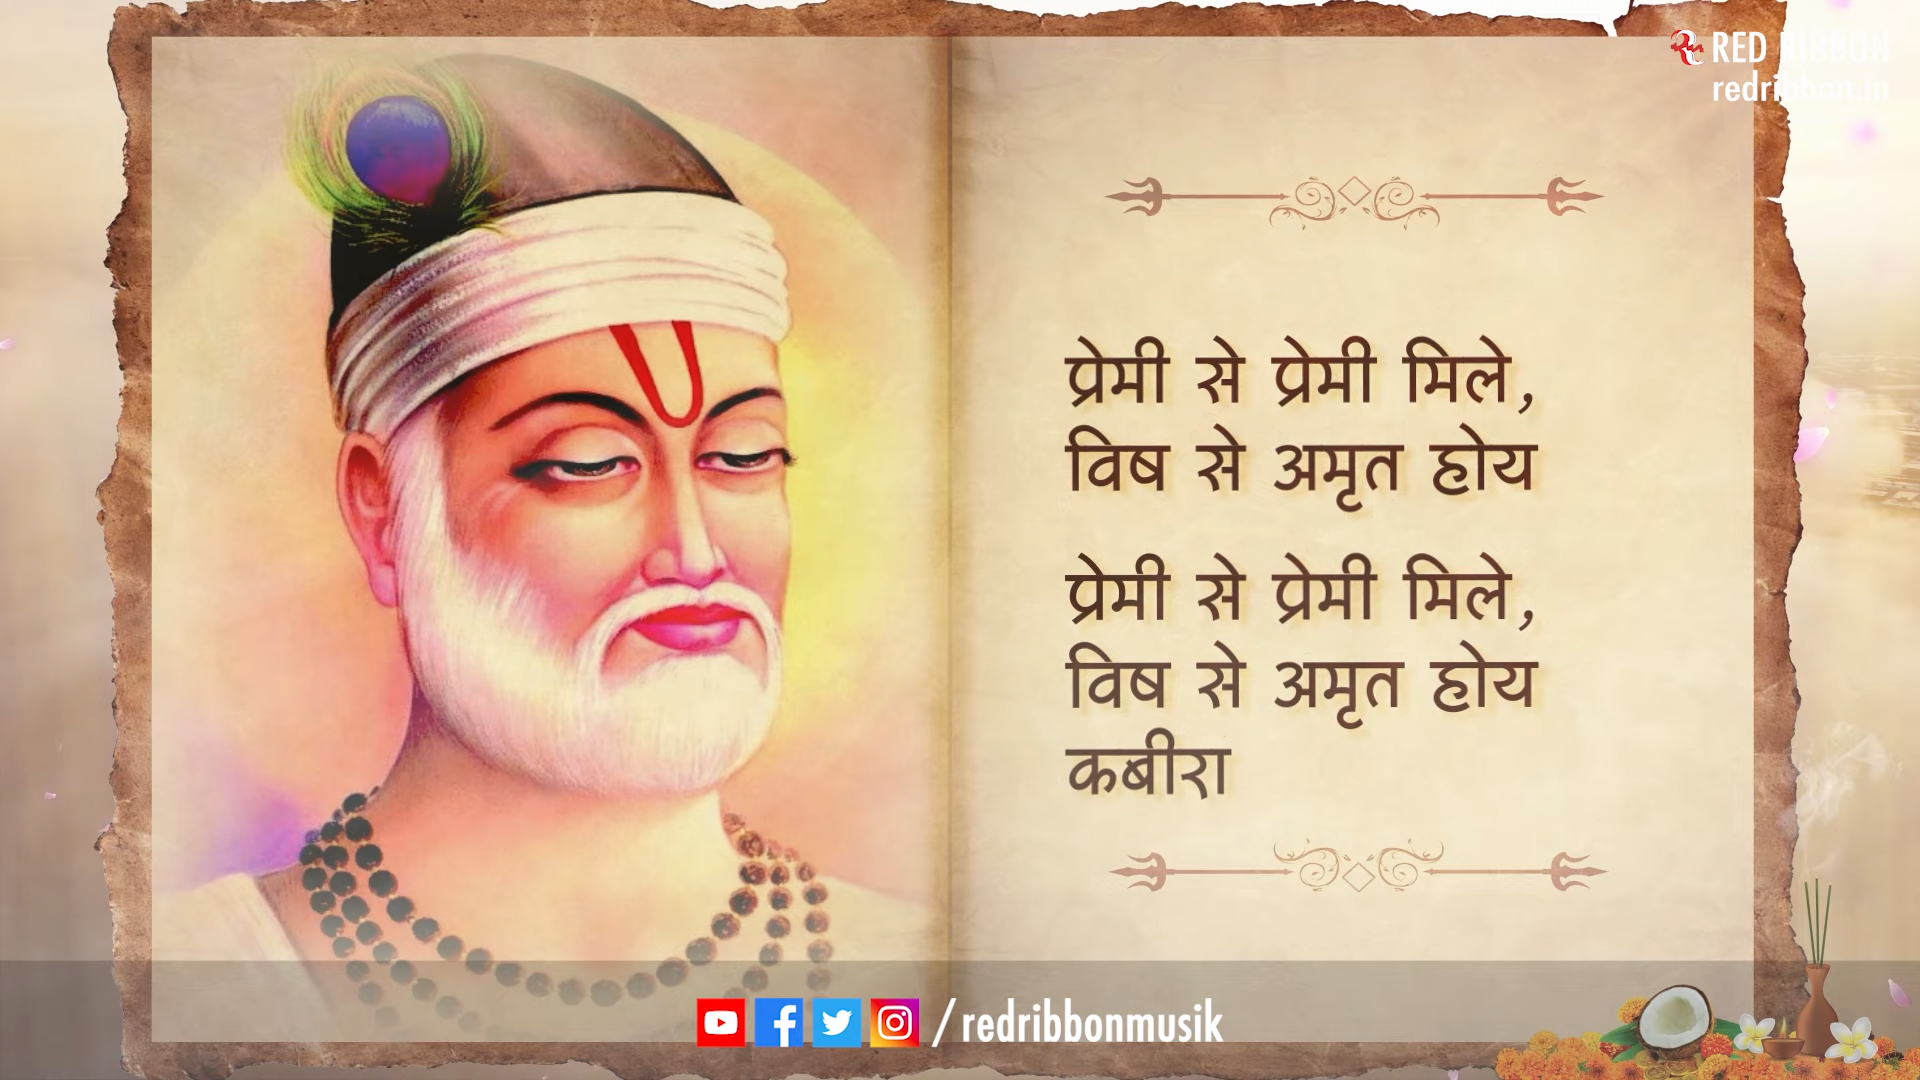 RED RIBBON
redribbon.in
प्रेमी से प्रेमी मिले,
विष से अमृत होय
प्रेमी से प्रेमी मिले,
विष से अमृत होय
कबीरा
/redribbonmusik